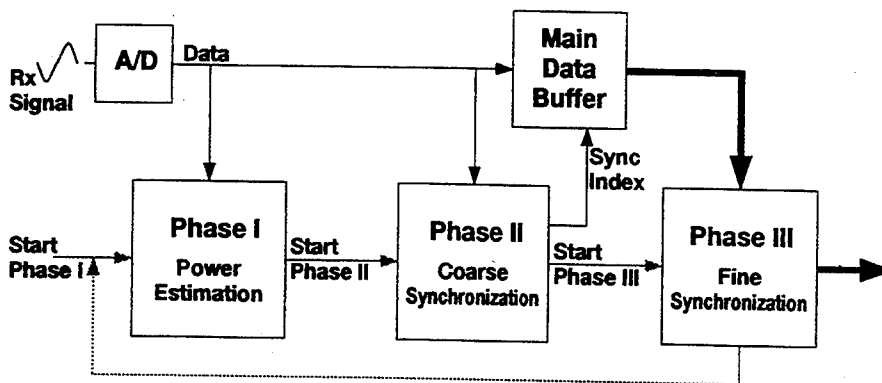 A/D
Data
Rx
Signal
Main
Data
Buffer
Sync
Index
Phase I
Power
Estimation
Phase II
Coarse
Synchronization
Phase III
Fine
Synchronization
Start
Phase I
Start
Phase II
Start
Phase III